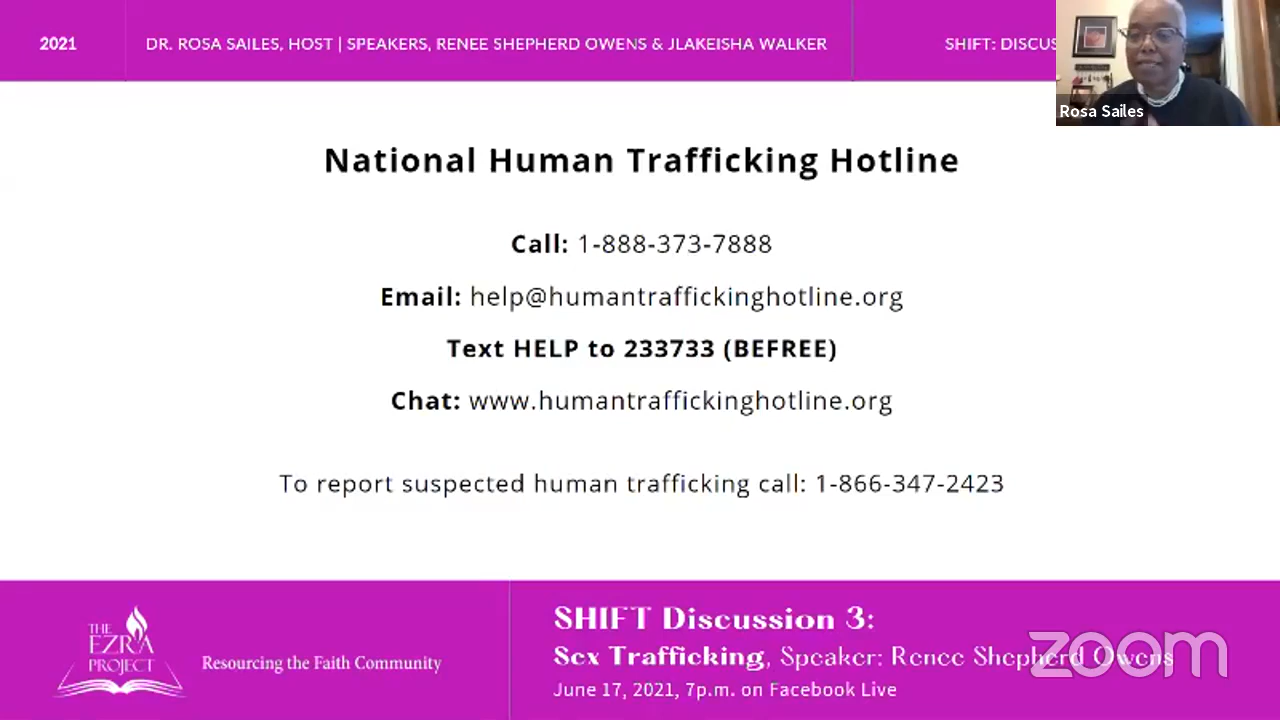 2021
DR. ROSA SAILES, HOST | SPEAKERS, RENEE SHEPHERD OWENS & JLAKEISHA WALKER
SHIFT: DISCUS
Rosa Sailes
National Human Trafficking Hotline
Call: 1-888-373-7888
Email: help@humantraffickinghotline.org
Text HELP to 233733 (BEFREE)
Chat: www.humantraffickinghotline.org
To report suspected human trafficking call: 1-866-347-2423
THE
EZRA
PROJECT
Resourcing the Faith Community
SHIFT Discussion 3:
Sex Trafficking, Speaker: Renee Shepherd Owens
June 17, 2021, 7p.m. on Facebook Live
zoom